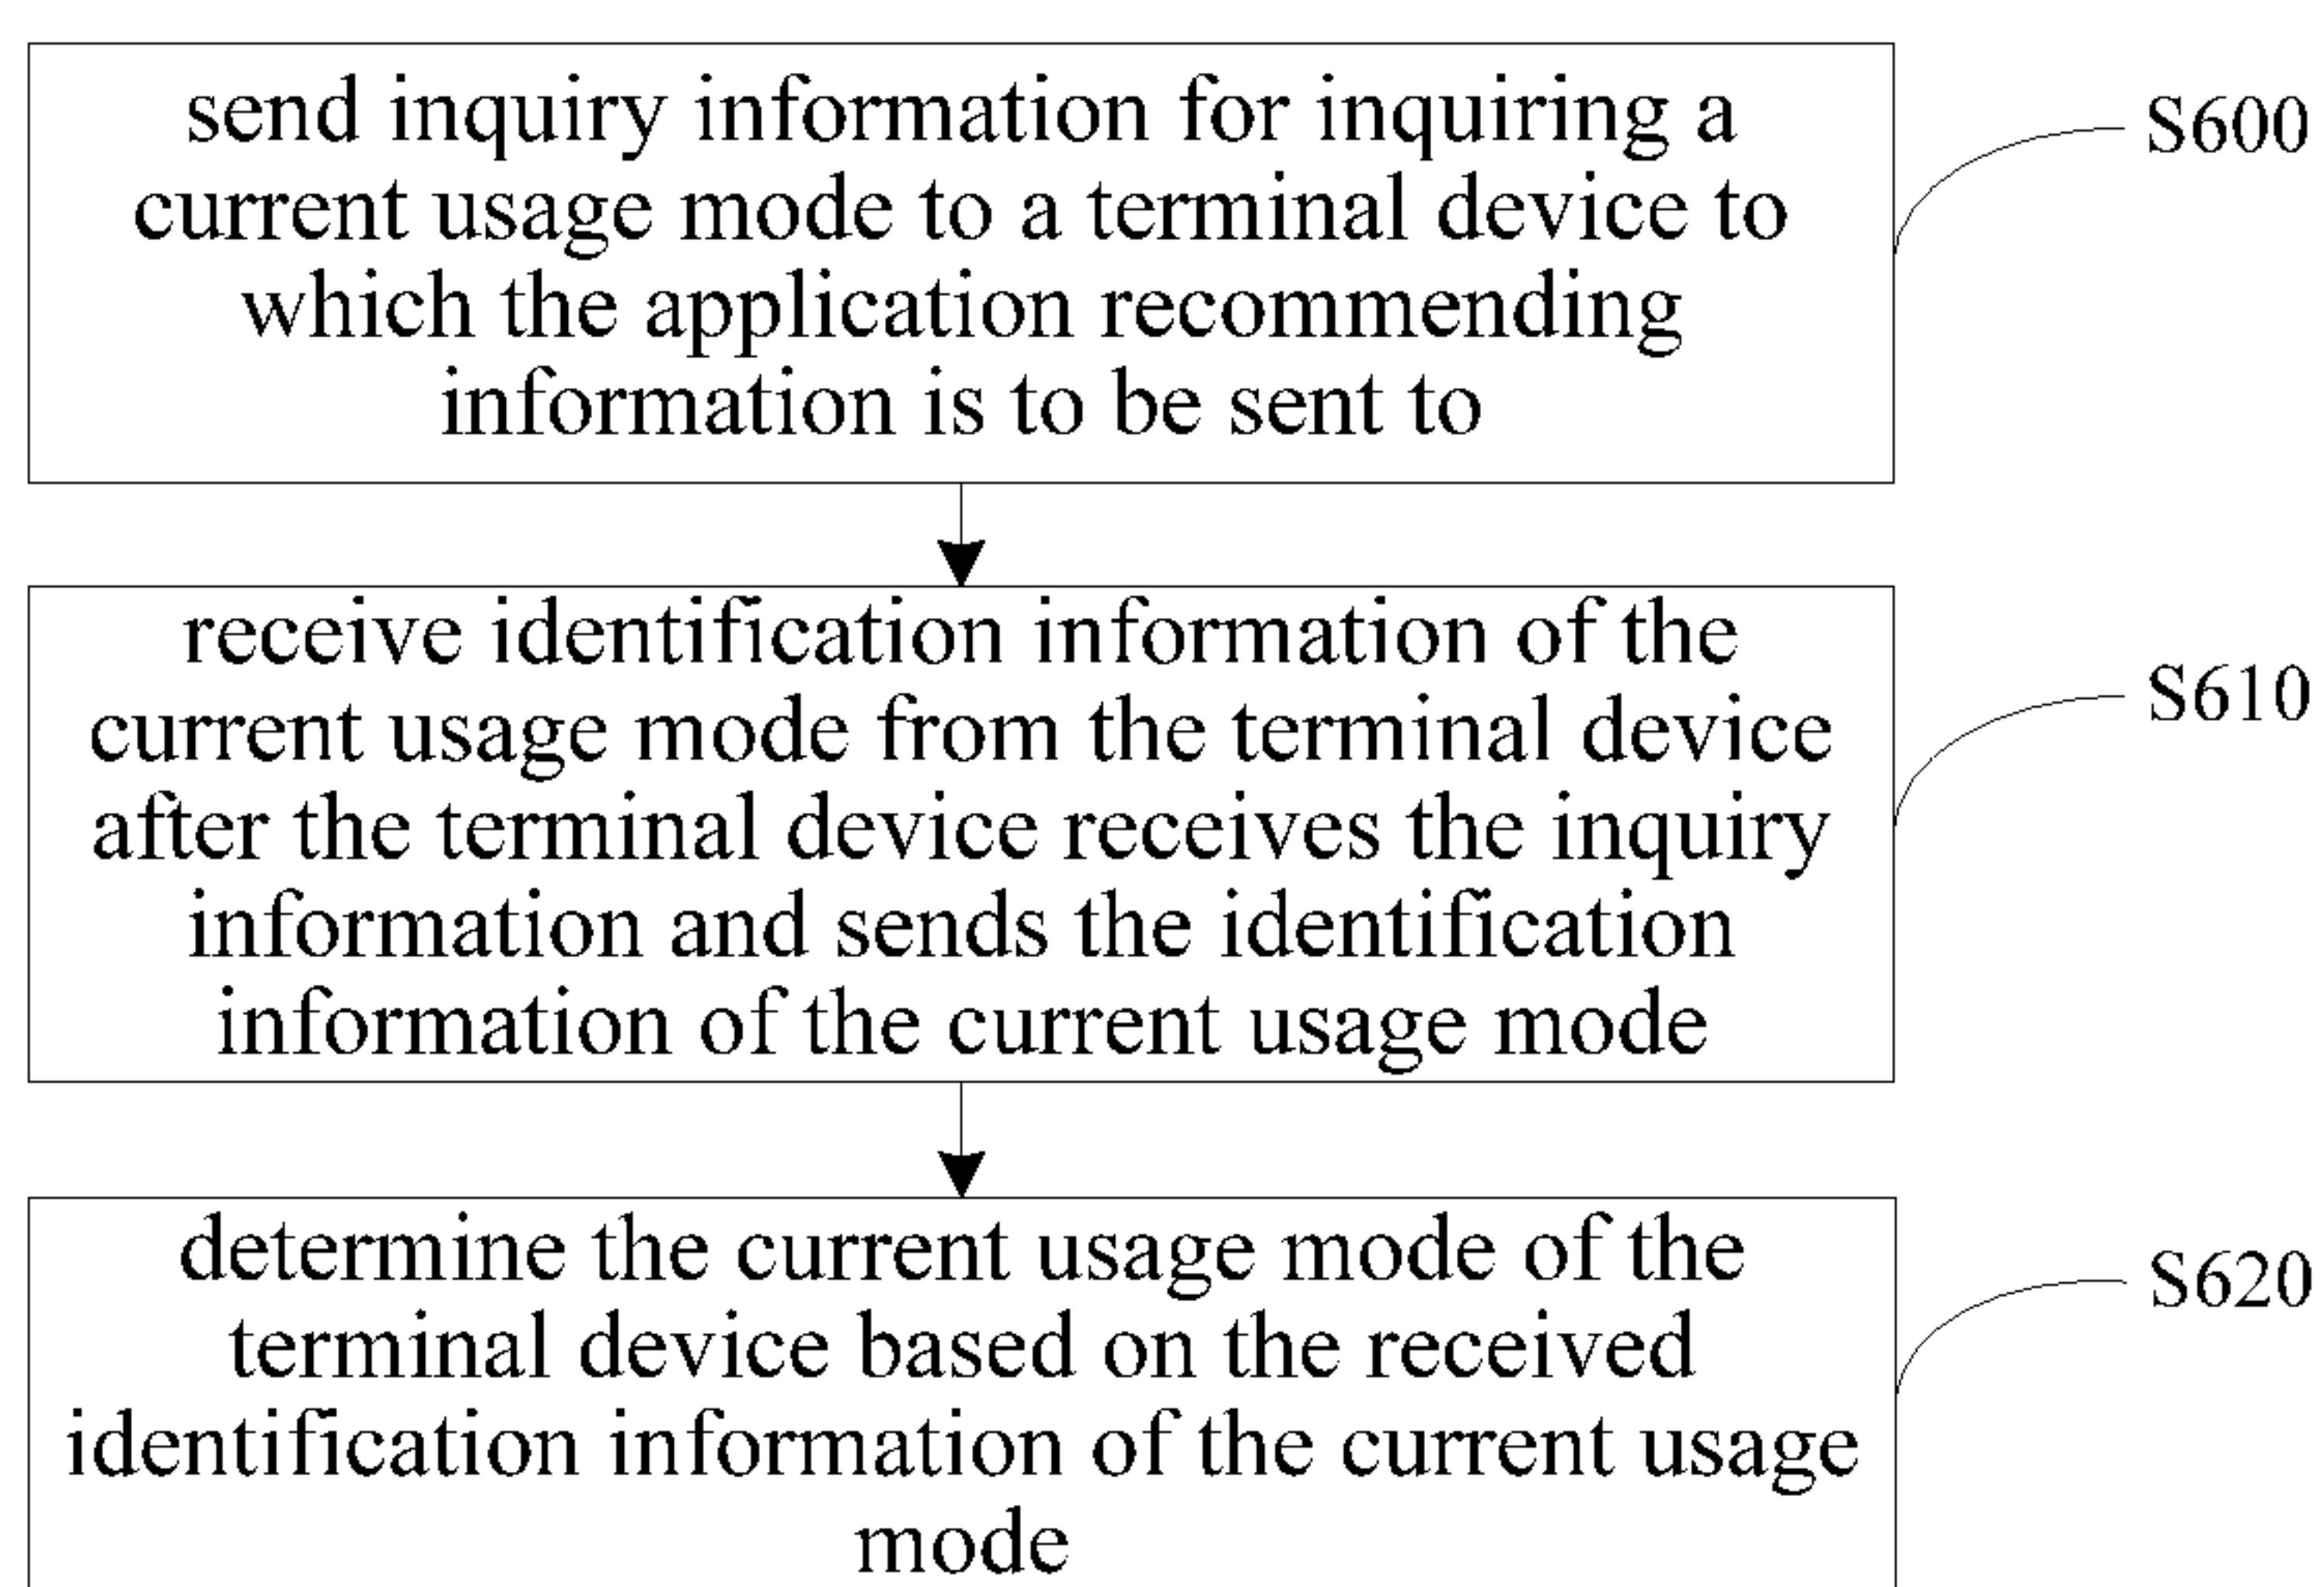 send inquiry information for inquiring a
current usage mode to a terminal device to
which the application recommending
information is to be sent to
S600
receive identification information of the
current usage mode from the terminal device
after the terminal device receives the inquiry
information and sends the identification
information of the current usage mode
S610
determine the current usage mode of the
terminal device based on the received
identification information of the current usage
mode
S620